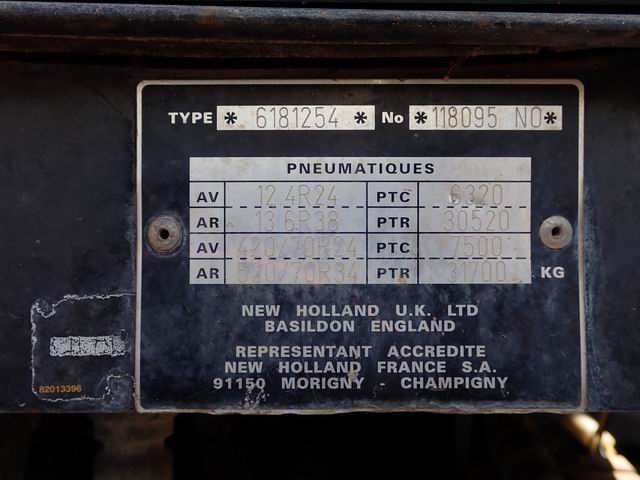 TYPE * 6181254 * No *118095 NO*
PNEUMATIQUES
AV 12 4R24 PTC 6320
AR 13 6R38 PTR 30520
AV 420/70R24 PTC 7500
AR 520/70R34 PTR 31700 KG
NEW HOLLAND U.K. LTD
BASILDON ENGLAND
REPRESENTANT ACCREDITE
NEW HOLLAND FRANCE S.A.
91150 MORIGNY - CHAMPIGNY
82013396